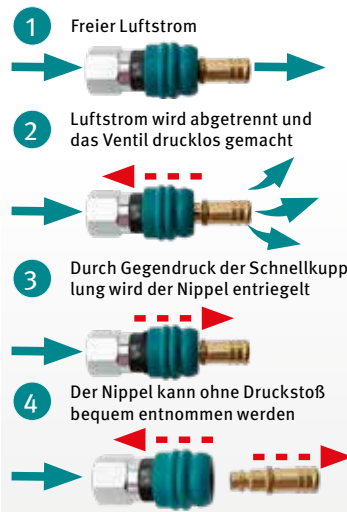 1 Freier Luftstrom
2 Luftstrom wird abgetrennt und
das Ventil drucklos gemacht
3 Durch Gegendruck der Schnellkupp
lung wird der Nippel entriegelt
4 Der Nippel kann ohne Druckstoß
bequem entnommen werden